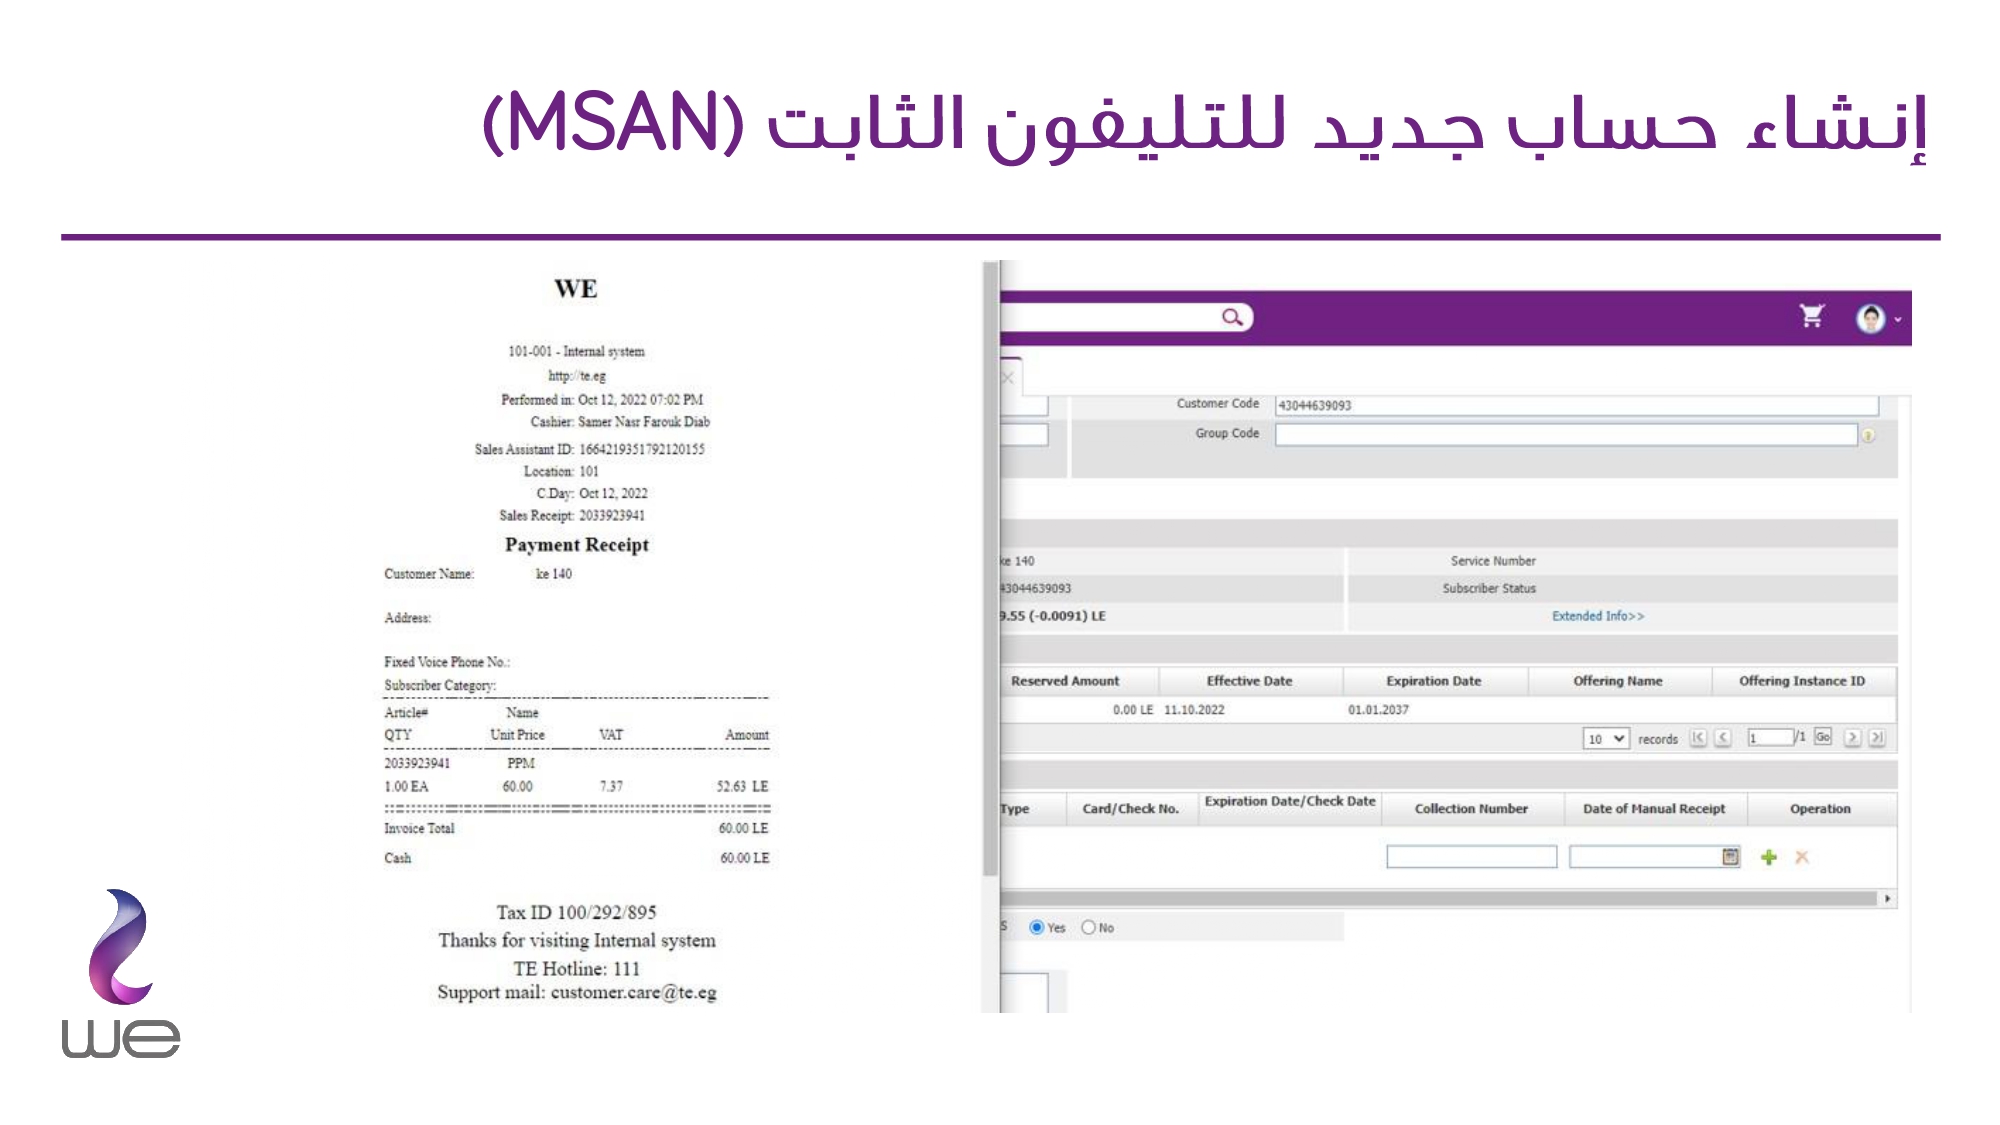 إنشاء حساب جديد للتليفون الثابت (MSAN)
WE
101-001 - Internal system
http://te.eg
Performed in: Oct 12, 2022 07:02 PM
Cashier: Samer Nasr Farouk Diab
Sales Assistant ID: 1664219351792120155
Location: 101
C.Day: Oct 12, 2022
Sales Receipt: 2033923941
Payment Receipt
Customer Name: ke 140
Address:
Fixed Voice Phone No.:
Subscriber Category:
Article# Name
QTY Unit Price VAT Amount
2033923941 PPM
1.00 EA 60.00 7.37 52.63 LE
Invoice Total 60.00 LE
Cash 60.00 LE
Tax ID 100/292/895
Thanks for visiting Internal system
TE Hotline: 111
Support mail: customer.care@te.eg
Customer Code 43044639093
Group Code
ke 140 Service Number
43044639093 Subscriber Status
9.55 (-0.0091) LE Extended Info>>
Reserved Amount Effective Date Expiration Date Offering Name Offering Instance ID
0.00 LE 11.10.2022 01.01.2037
10 records 1 /1 Go
Type Card/Check No. Expiration Date/Check Date Collection Number Date of Manual Receipt Operation
S Yes No
we